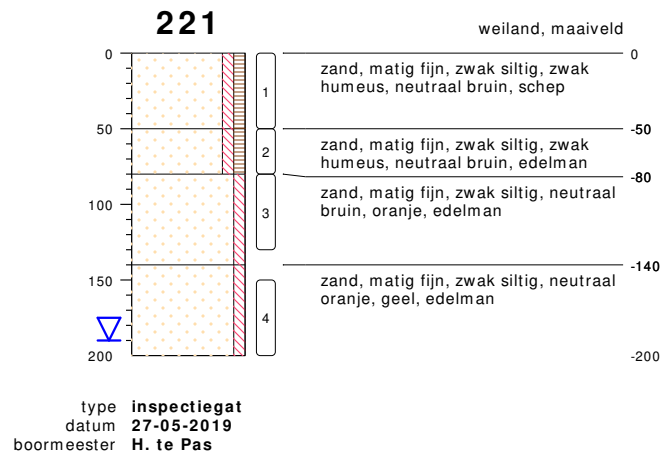 221
weiland, maaiveld
0
0
zand, matig fijn, zwak siltig, zwak
humeus, neutraal bruin, schep
1
50
-50
zand, matig fijn, zwak siltig, zwak
humeus, neutraal bruin, edelman
2
-80
zand, matig fijn, zwak siltig, neutraal
bruin, oranje, edelman
100
3
-140
150
zand, matig fijn, zwak siltig, neutraal
oranje, geel, edelman
4
200
-200
type inspectiegat
datum 27-05-2019
boormeester H. te Pas